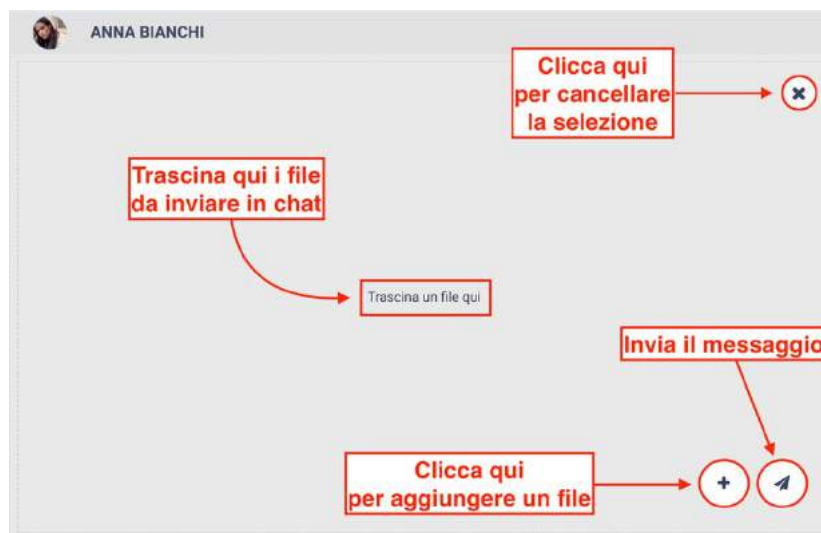 ANNA BIANCHI
Clicca qui
per cancellare
la selezione
Trascina qui i file
da inviare in chat
Trascina un file qui
Invia il messaggio
Clicca qui
per aggiungere un file